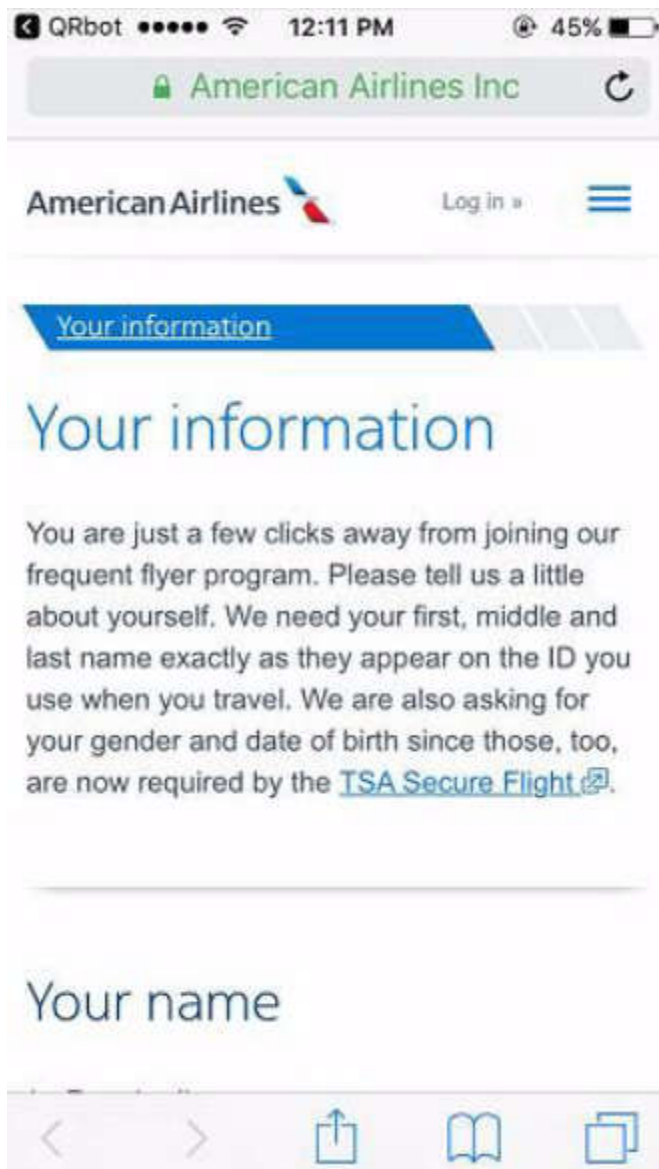 QRbot 12:11 PM 45%
American Airlines Inc
American Airlines Log in »
Your information
Your information
You are just a few clicks away from joining our
frequent flyer program. Please tell us a little
about yourself. We need your first, middle and
last name exactly as they appear on the ID you
use when you travel. We are also asking for
your gender and date of birth since those, too,
are now required by the TSA Secure Flight.
Your name